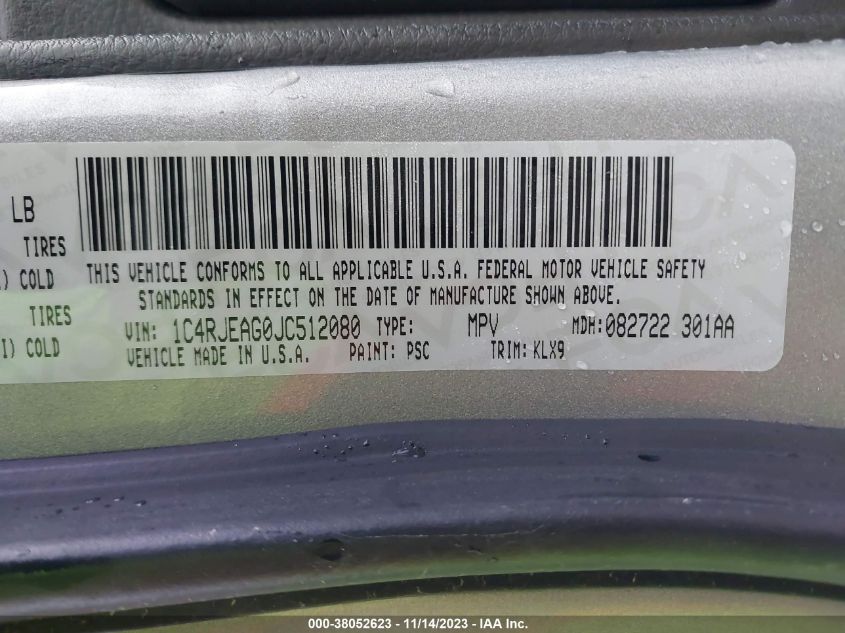 LB
TIRES
) COLD
THIS VEHICLE CONFORMS TO ALL APPLICABLE U.S.A. FEDERAL MOTOR VEHICLE SAFETY
STANDARDS IN EFFECT ON THE DATE OF MANUFACTURE SHOWN ABOVE.
TIRES
I) COLD
VIN: 1C4RJEAG0JC512080 TYPE: MPV MDH: 082722 301AA
VEHICLE MADE IN U.S.A. PAINT: PSC TRIM: KLX9
000-38052623 - 11/14/2023 - IAA Inc.